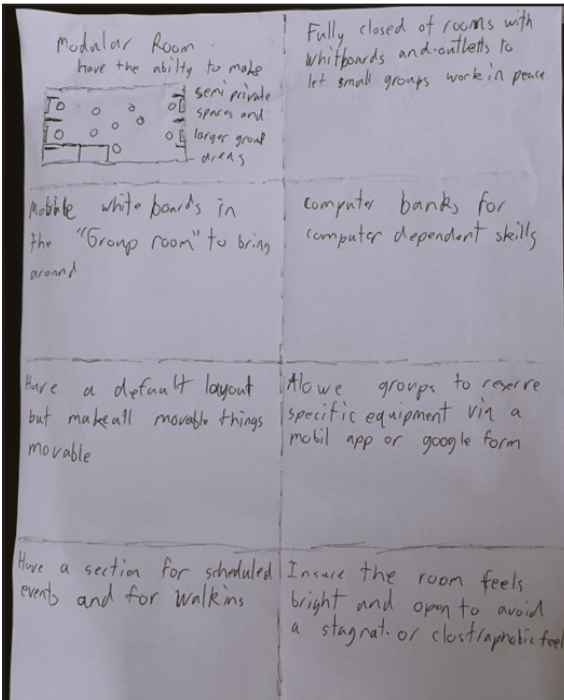 Modular Room
have the abilty to make
semi private
spaces and
larger group
areas
Fully closed of rooms with
whitboards and outletts to
let small groups work in peace
Mobile white boards in
the "Group room" to bring
around
computer banks for
computer dependent skills
Have a default layout
but make all movable things
movable
Alowe groups to reserve
specific equipment via a
mobil app or google form
Have a section for scheduled
events and for walkins
Insure the room feels
bright and open to avoid
a stagnat or clostraphobic feel